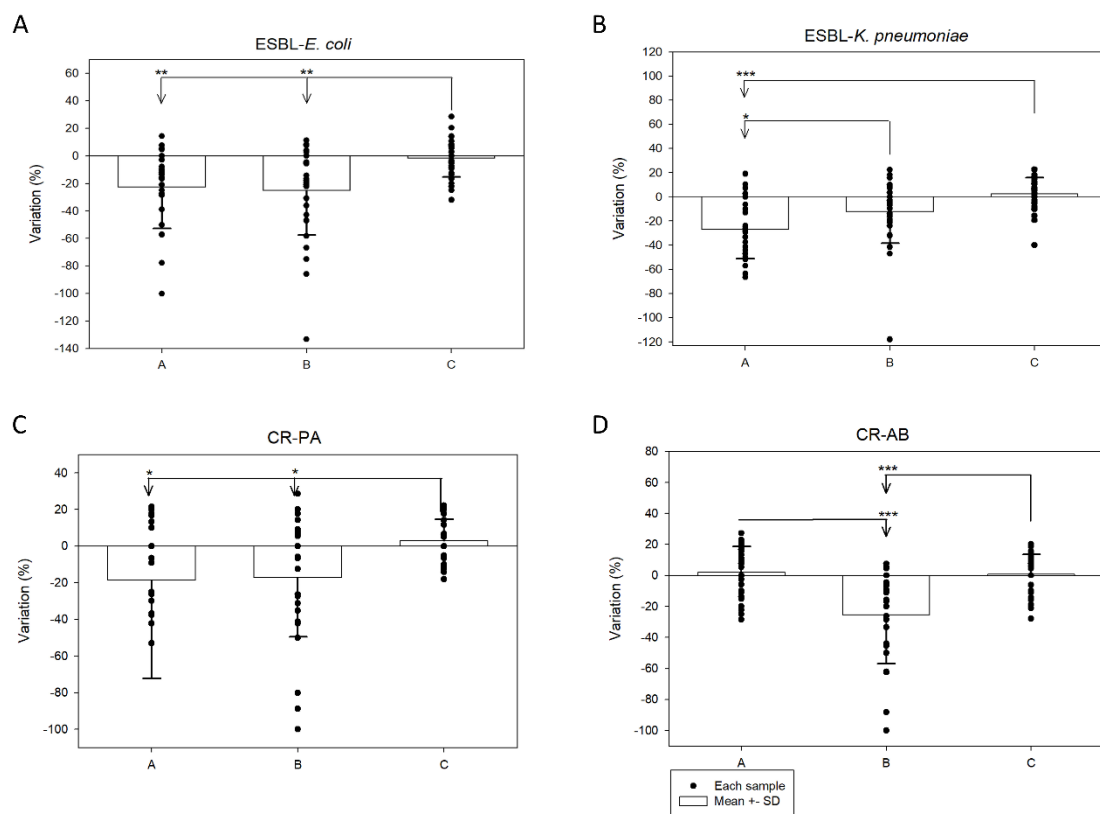 A
ESBL-E. coli
Variation (%)
60
40
20
0
-20
-40
-60
-80
-100
-120
-140
** ** 
A B C
B
ESBL-K. pneumoniae
Variation (%)
120
100
80
60
40
20
0
-20
-40
-60
-80
-100
-120
***
*
A B C
C
CR-PA
Variation (%)
40
20
0
-20
-40
-60
-80
-100
* *
A B C
D
CR-AB
Variation (%)
80
60
40
20
0
-20
-40
-60
-80
-100
***
***
A B C
Each sample
Mean +- SD